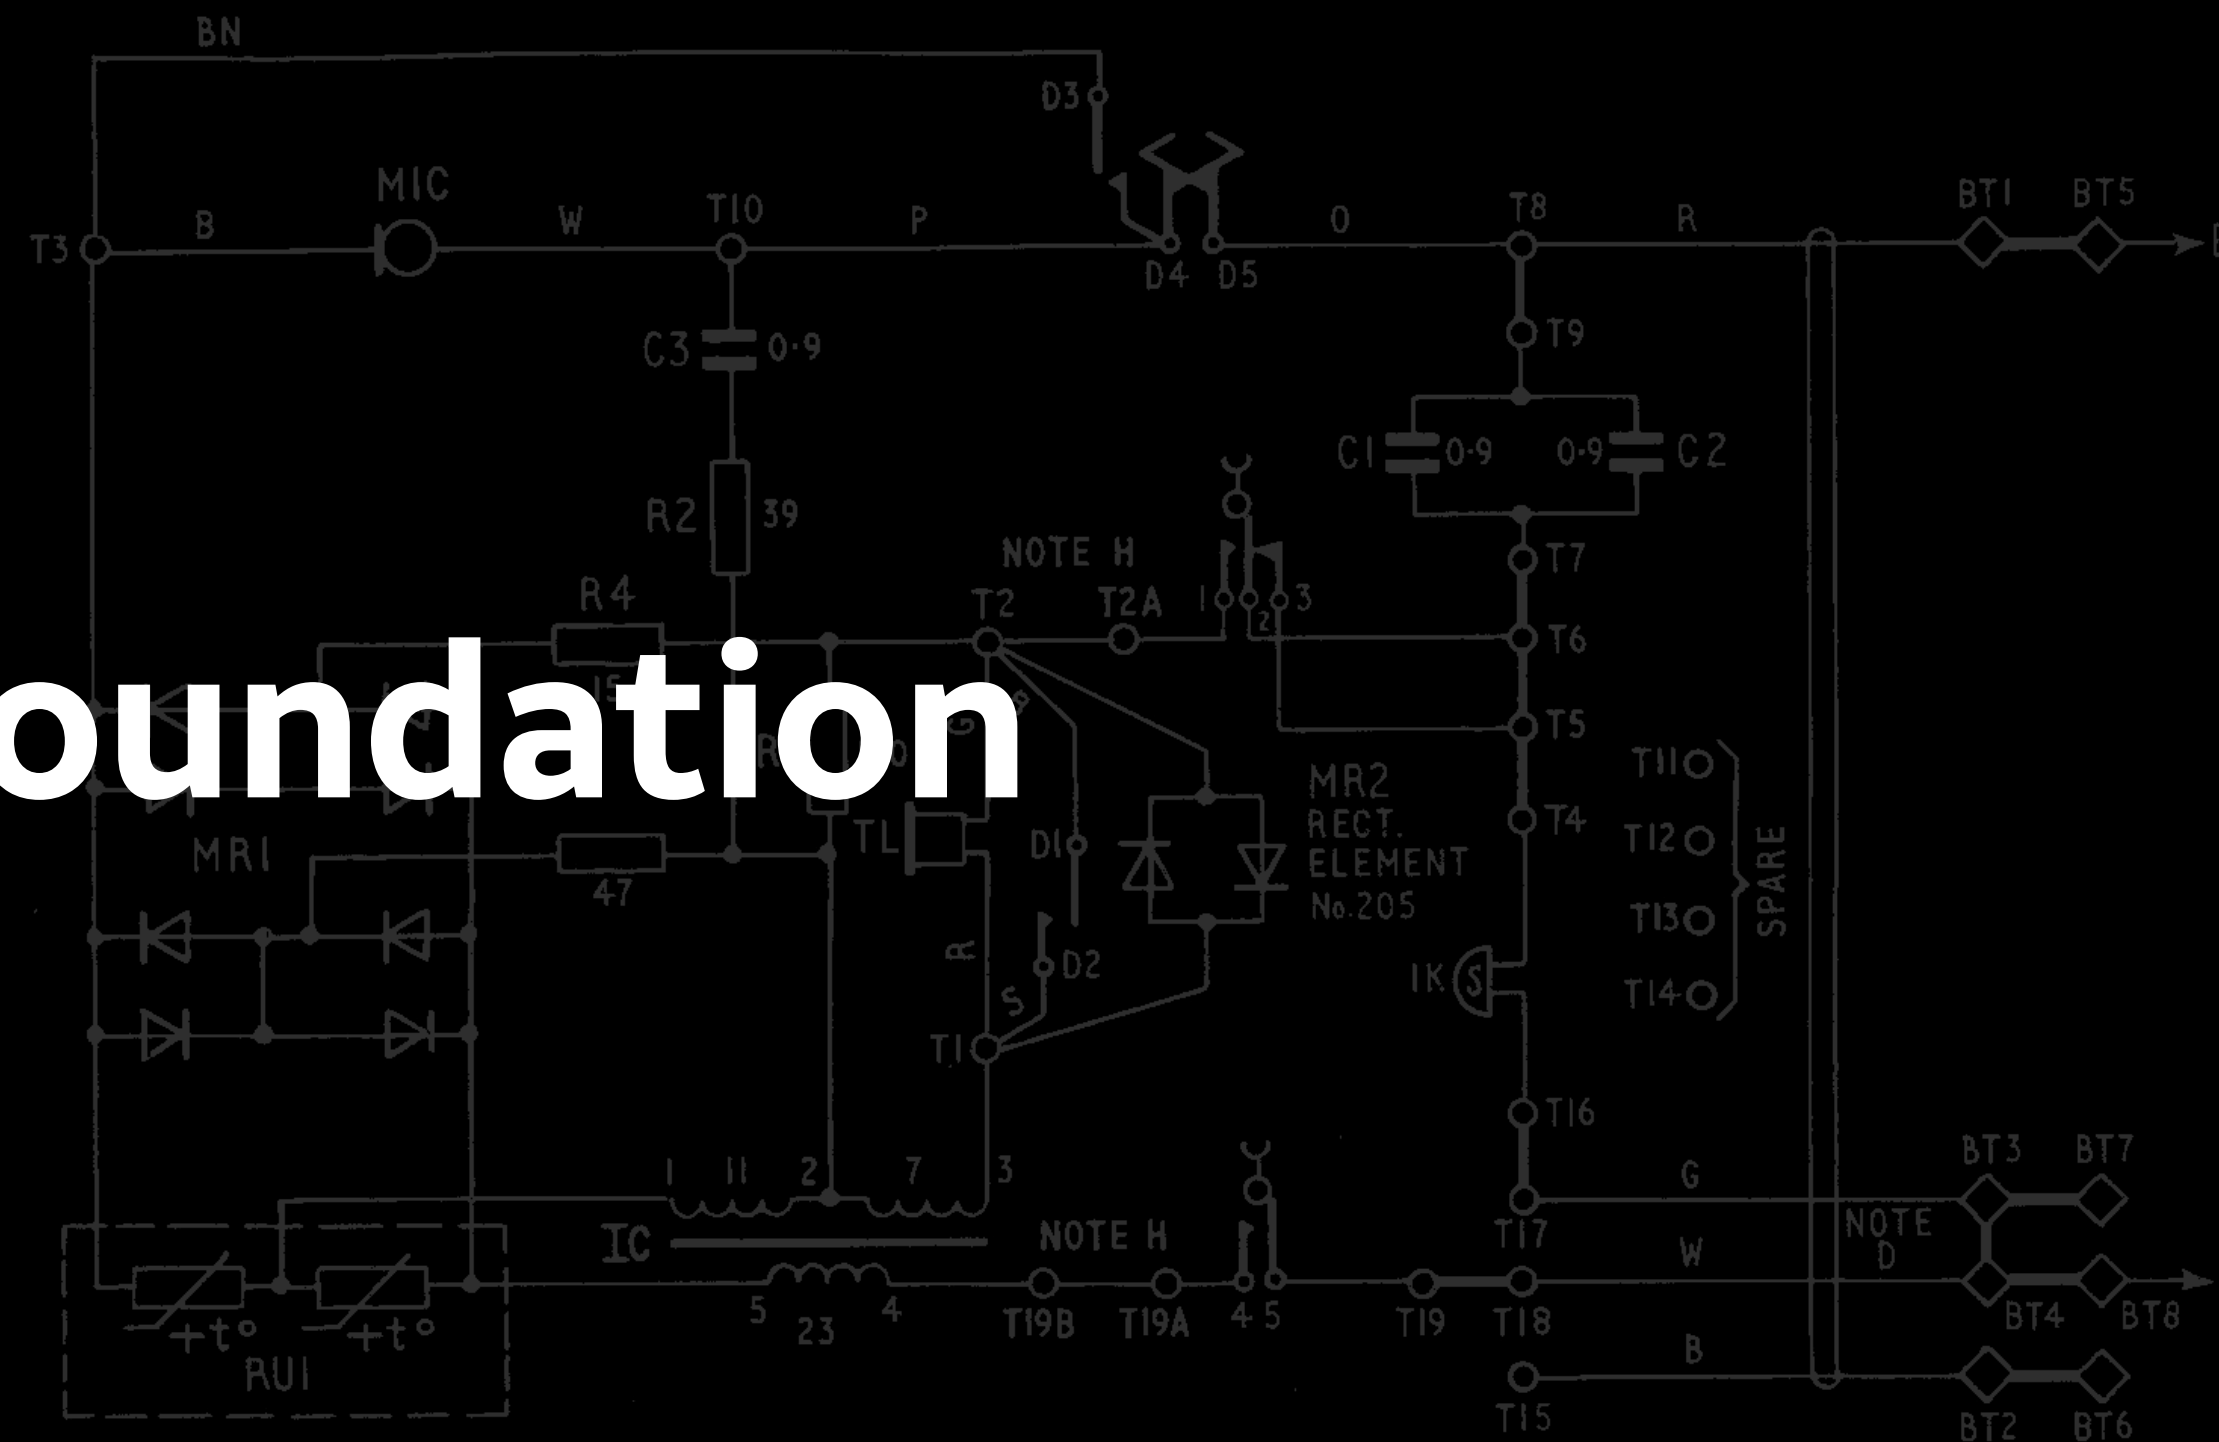 BN
D3
MIC
T3
B
W
T10
P
D4
D5
O
T8
R
BT1
BT5
T9
C3
0·9
C1
0·9
0·9
C2
R2
39
NOTE H
T7
R4
T2
T2A
1
2
3
T6
oundation
T5
T11
T4
MR2
RECT.
ELEMENT
No.205
T12
SPARE
TL
D1
MR1
47
T13
R
D2
1K
S
T14
S
T1
T16
1
11
2
7
3
BT3
BT7
G
IC
NOTE H
T17
NOTE
D
W
5
23
4
T19B
T19A
4
5
T19
T18
BT4
BT8
+t°
+t°
RU1
B
T15
BT2
BT6